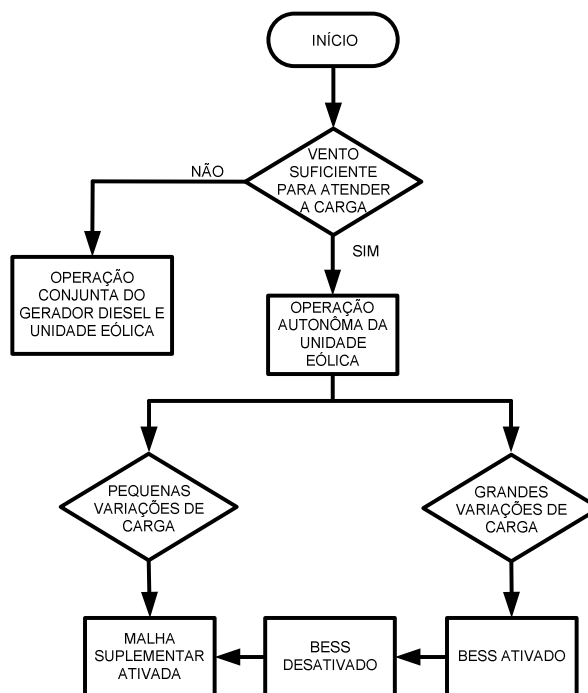 INÍCIO
VENTO
SUFICIENTE
PARA ATENDER
A CARGA
NÃO
SIM
OPERAÇÃO
CONJUNTA DO
GERADOR DIESEL E
UNIDADE EÓLICA
OPERAÇÃO
AUTONÔMA DA
UNIDADE
EÓLICA
PEQUENAS
VARIAÇÕES DE
CARGA
GRANDES
VARIAÇÕES DE
CARGA
MALHA
SUPLEMENTAR
ATIVADA
BESS
DESATIVADO
BESS ATIVADO